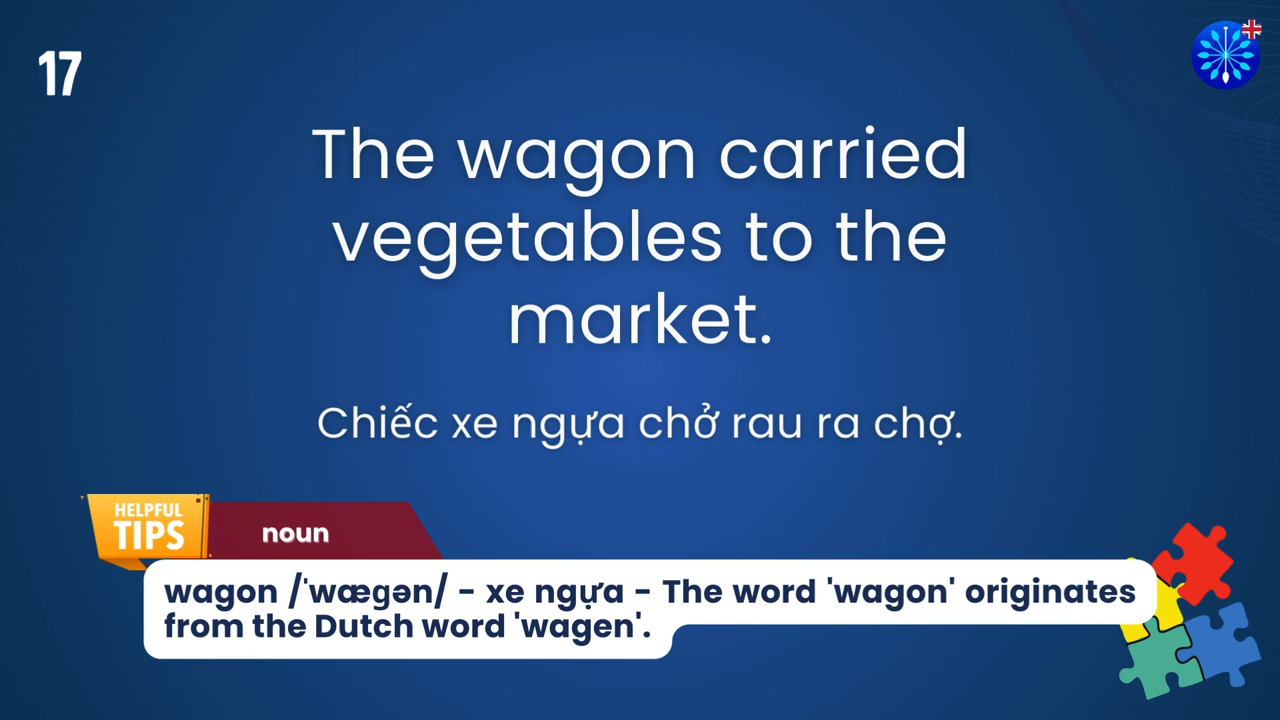 17
The wagon carried
vegetables to the
market.
Chiếc xe ngựa chở rau ra chợ.
HELPFUL
TIPS
noun
wagon /ˈwægən/ - xe ngựa - The word 'wagon' originates
from the Dutch word 'wagen'.